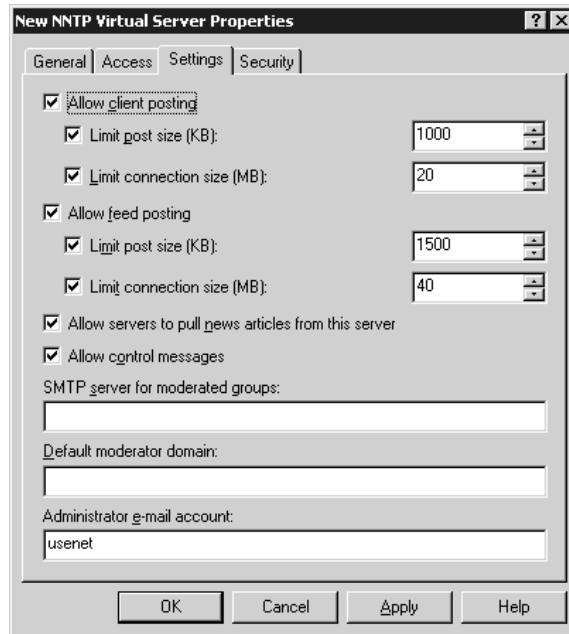 New NNTP Virtual Server Properties
General Access Settings Security
Allow client posting
Limit post size (KB): 1000
Limit connection size (MB): 20
Allow feed posting
Limit post size (KB): 1500
Limit connection size (MB): 40
Allow servers to pull news articles from this server
Allow control messages
SMTP server for moderated groups:
Default moderator domain:
Administrator e-mail account:
usenet
OK Cancel Apply Help